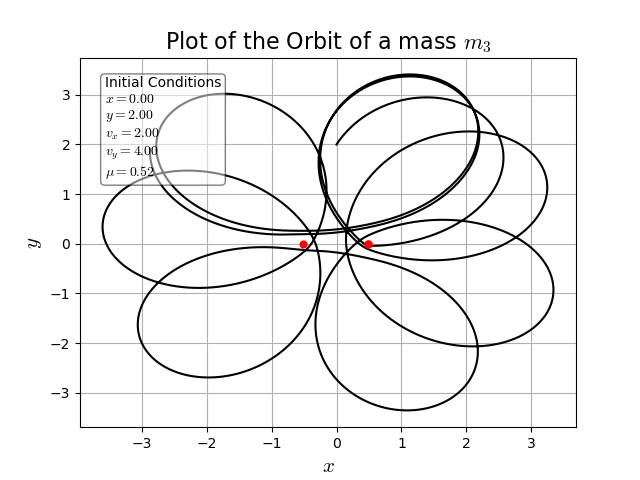 Plot of the Orbit of a mass m₃
Initial Conditions
x = 0.00
y = 2.00
vₓ = 2.00
v_y = 4.00
μ = 0.52
3
2
1
0
−1
−2
−3
y
−3 −2 −1 0 1 2 3
x